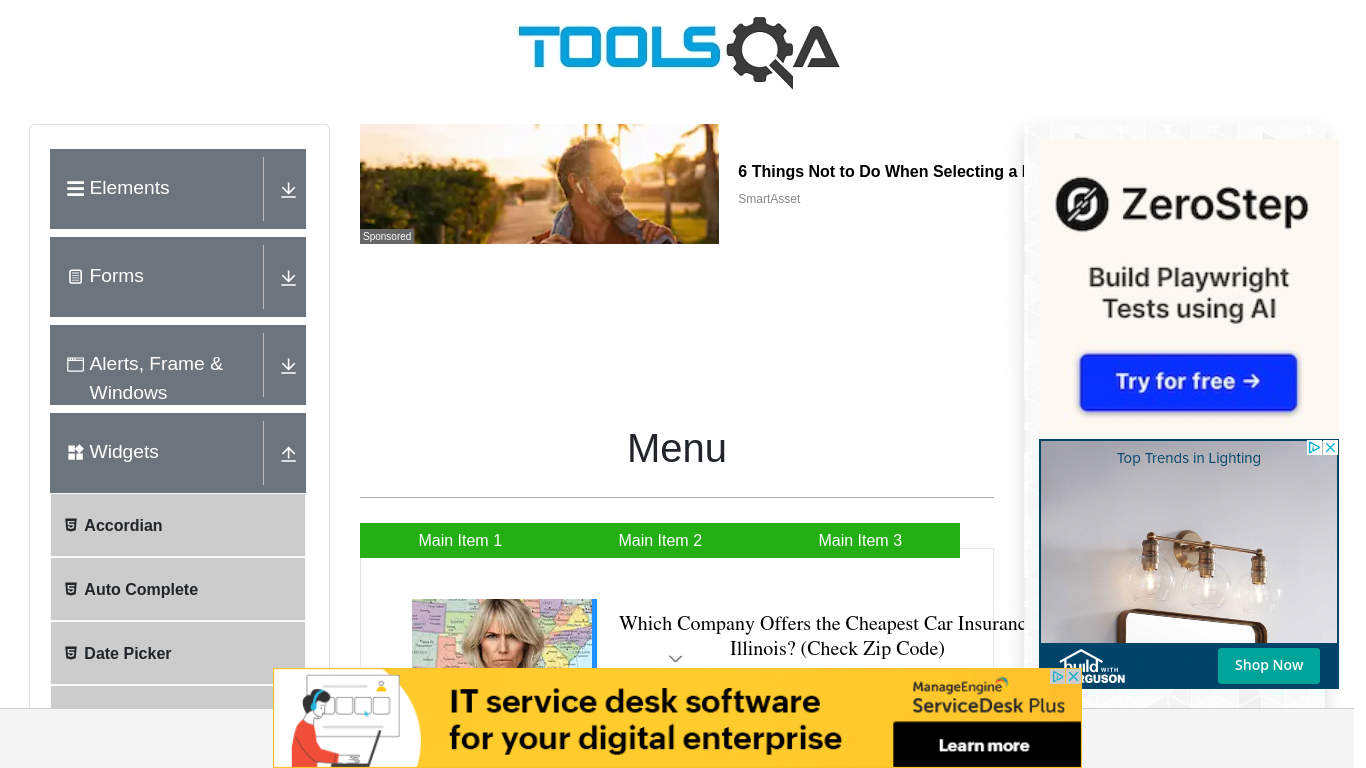 TOOLSQA
Elements
Forms
Alerts, Frame &
Windows
Widgets
Accordian
Auto Complete
Date Picker
Sponsored
6 Things Not to Do When Selecting a
SmartAsset
Menu
Main Item 1
Main Item 2
Main Item 3
Which Company Offers the Cheapest Car Insuranc
Illinois? (Check Zip Code)
ZeroStep
Build Playwright
Tests using AI
Try for free →
Top Trends in Lighting
build WITH
Shop Now
IT service desk software
for your digital enterprise
ManageEngine
ServiceDesk Plus
Learn more